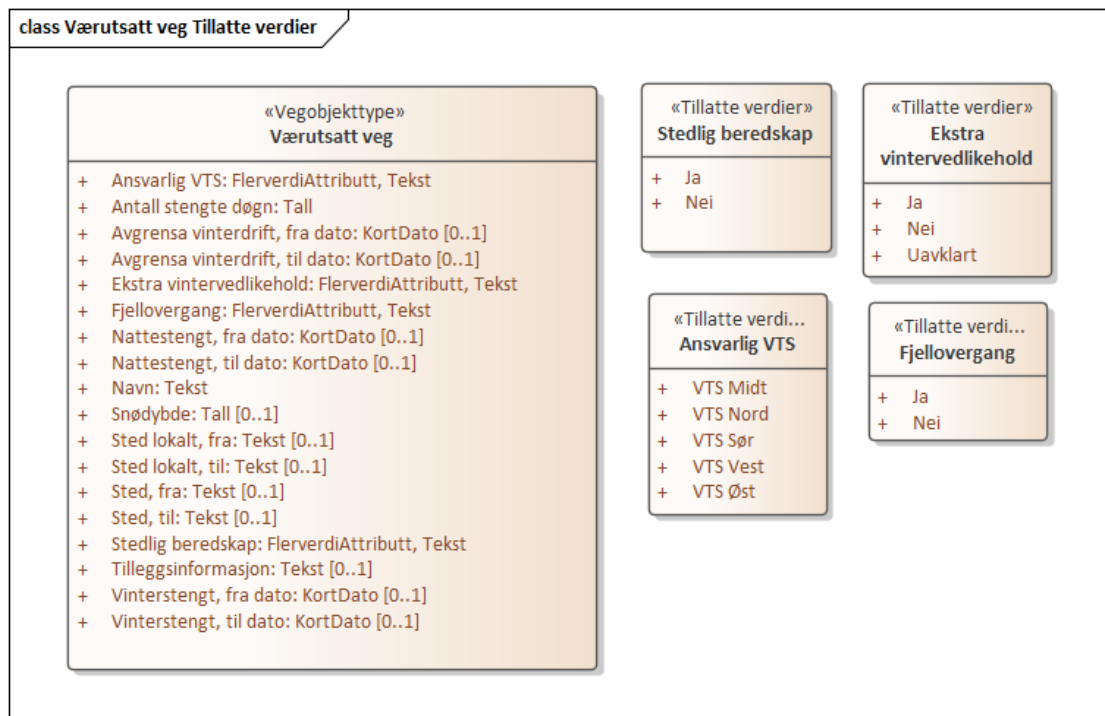 class Værutsatt veg Tillatte verdier
«Vegobjekttype»
Værutsatt veg
+ Ansvarlig VTS: FlerverdiAttributt, Tekst
+ Antall stengte døgn: Tall
+ Avgrensa vinterdrift, fra dato: KortDato [0..1]
+ Avgrensa vinterdrift, til dato: KortDato [0..1]
+ Ekstra vintervedlikehold: FlerverdiAttributt, Tekst
+ Fjellovergang: FlerverdiAttributt, Tekst
+ Nattestengt, fra dato: KortDato [0..1]
+ Nattestengt, til dato: KortDato [0..1]
+ Navn: Tekst
+ Snødybde: Tall [0..1]
+ Sted lokalt, fra: Tekst [0..1]
+ Sted lokalt, til: Tekst [0..1]
+ Sted, fra: Tekst [0..1]
+ Sted, til: Tekst [0..1]
+ Stedlig beredskap: FlerverdiAttributt, Tekst
+ Tilleggsinformasjon: Tekst [0..1]
+ Vinterstengt, fra dato: KortDato [0..1]
+ Vinterstengt, til dato: KortDato [0..1]
«Tillatte verdier»
Stedlig beredskap
+ Ja
+ Nei
«Tillatte verdier»
Ekstra
vintervedlikehold
+ Ja
+ Nei
+ Uavklart
«Tillatte verdi...
Ansvarlig VTS
+ VTS Midt
+ VTS Nord
+ VTS Sør
+ VTS Vest
+ VTS Øst
«Tillatte verdi...
Fjellovergang
+ Ja
+ Nei